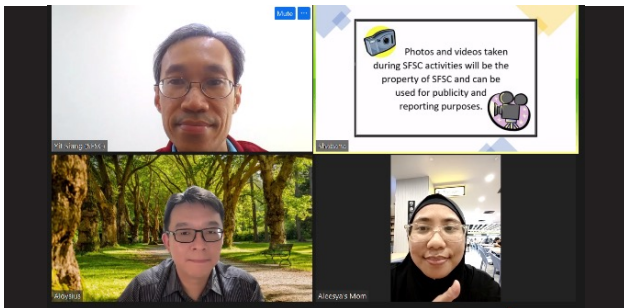 Mute
Photos and videos taken
during SFSC activities will be the
property of SFSC and can be
used for publicity and
reporting purposes.
Aloysius
Aleesya's Mom